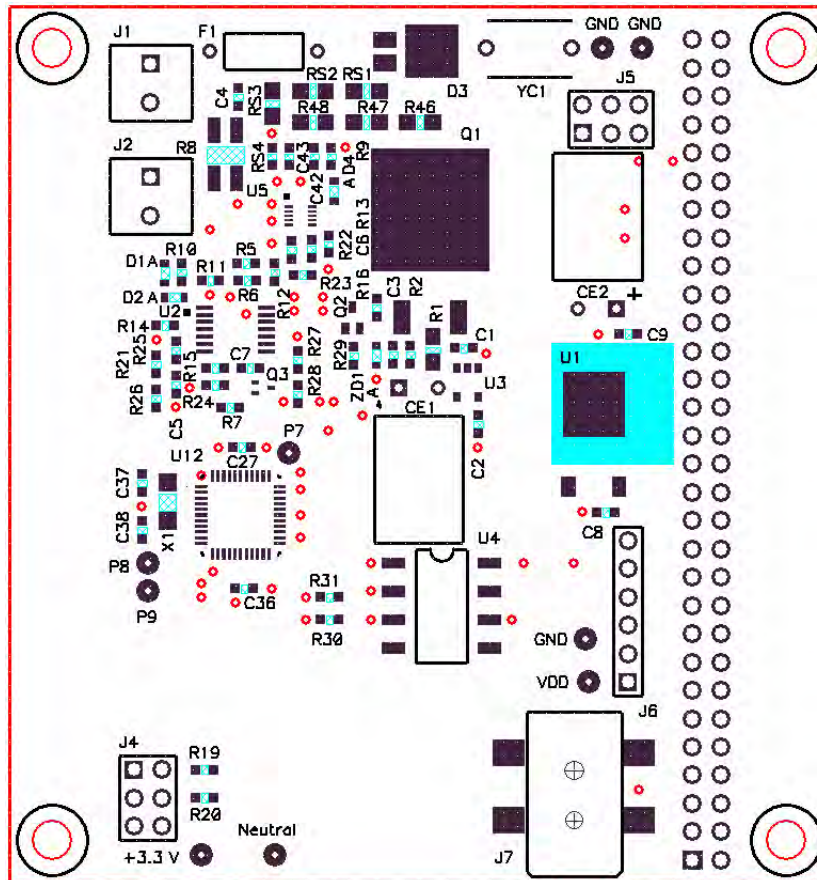 J1
F1
GND GND
C4
RS3
RS2 RS1
D3
YC1
J5
R48 R47 R46
J2
R8
RS4
C43
AD4
R9
Q1
U5
C42
C6 R13
R22
D1 A
R10
R5
R11
R6
R23
D2 A
U2
R12
Q2
R16
C3
R2
R1
CE2
+
R14
R25
R21
R15
C7
R27
R29
C1
C9
U1
R26
R24
Q3
R28
ZD1
A
U3
C5
R7
CE1
P7
U12
C27
C2
C37
C38
X1
C8
P8
P9
C36
R31
R30
U4
GND
VDD
J6
J4
R19
R20
Neutral
+3.3 V
J7